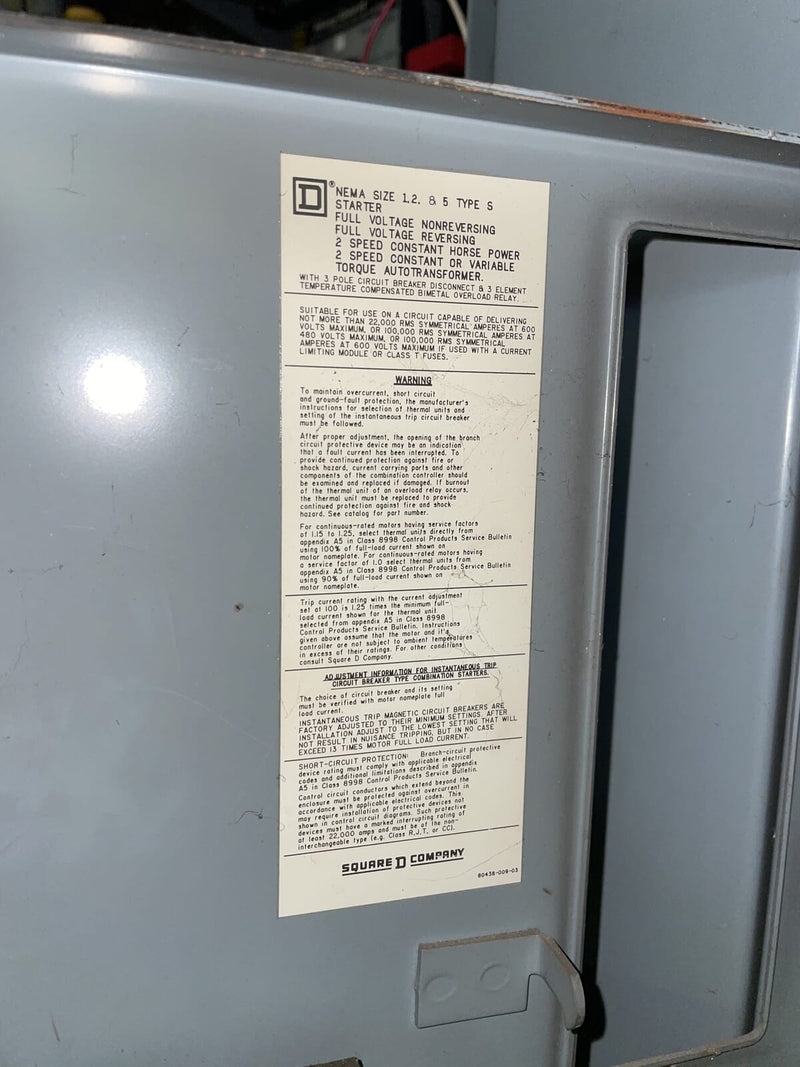 D®
NEMA SIZE 1,2, & 5 TYPE S
STARTER
FULL VOLTAGE NONREVERSING
FULL VOLTAGE REVERSING
2 SPEED CONSTANT HORSE POWER
2 SPEED CONSTANT OR VARIABLE
TORQUE AUTOTRANSFORMER.
WITH 3 POLE CIRCUIT BREAKER DISCONNECT & 3 ELEMENT
TEMPERATURE COMPENSATED BIMETAL OVERLOAD RELAY.
SUITABLE FOR USE ON A CIRCUIT CAPABLE OF DELIVERING
NOT MORE THAN 22,000 RMS SYMMETRICAL AMPERES AT 600
VOLTS MAXIMUM, OR 100,000 RMS SYMMETRICAL AMPERES AT
480 VOLTS MAXIMUM, OR 100,000 RMS SYMMETRICAL
AMPERES AT 600 VOLTS MAXIMUM IF USED WITH A CURRENT
LIMITING MODULE OR CLASS T FUSES.
WARNING
To maintain overcurrent, short circuit
and ground-fault protection, the manufacturer's
instructions for selection of thermal units and
setting of the instantaneous trip circuit breaker
must be followed.
After proper adjustment, the opening of the branch
circuit protective device may be an indication
that a fault current has been interrupted. To
provide continued protection against fire or
shock hazard, current carrying parts and other
components of the combination controller should
be examined and replaced if damaged. If burnout
of the thermal unit of an overload relay occurs,
the thermal unit must be replaced to provide
continued protection against fire and shock
hazard. See catalog for part number.
For continuous-rated motors having service factors
of 1.15 to 1.25, select thermal units directly from
appendix A5 in Class 8998 Control Products Service Bulletin
using 100% of full-load current shown on
motor nameplate. For continuous-rated motors having
a service factor of 1.0 select thermal units from
appendix A5 in Class 8998 Control Products Service Bulletin
using 90% of full-load current shown on
motor nameplate.
Trip current rating with the current adjustment
set at 100 is 1.25 times the minimum full-
load current shown for the thermal unit
selected from appendix A5 in Class 8998
Control Products Service Bulletin. Instructions
given above assume that the motor and it's
controller are not subject to ambient temperatures
in excess of their ratings. For other conditions,
consult Square D Company.
ADJUSTMENT INFORMATION FOR INSTANTANEOUS TRIP
CIRCUIT BREAKER TYPE COMBINATION STARTERS.
The choice of circuit breaker and its setting
must be verified with motor nameplate full
load current.
INSTANTANEOUS TRIP MAGNETIC CIRCUIT BREAKERS ARE
FACTORY ADJUSTED TO THEIR MINIMUM SETTINGS. AFTER
INSTALLATION ADJUST TO THE LOWEST SETTING THAT WILL
NOT RESULT IN NUISANCE TRIPPING, BUT IN NO CASE
EXCEED 13 TIMES MOTOR FULL LOAD CURRENT.
SHORT-CIRCUIT PROTECTION: Branch-circuit protective
device rating must comply with applicable electrical
codes and additional limitations described in appendix
A5 in Class 8998 Control Products Service Bulletin.
Control circuit conductors which extend beyond the
enclosure must be protected against overcurrent in
accordance with applicable electrical codes. This
may require installation of protective devices not
shown in control circuit diagrams. Such protective
devices must have a marked interrupting rating of
at least 22,000 amps and must be of the non-
interchangeable type (e.g. Class R,J,T, or CC).
SQUARE D COMPANY
80438-009-03